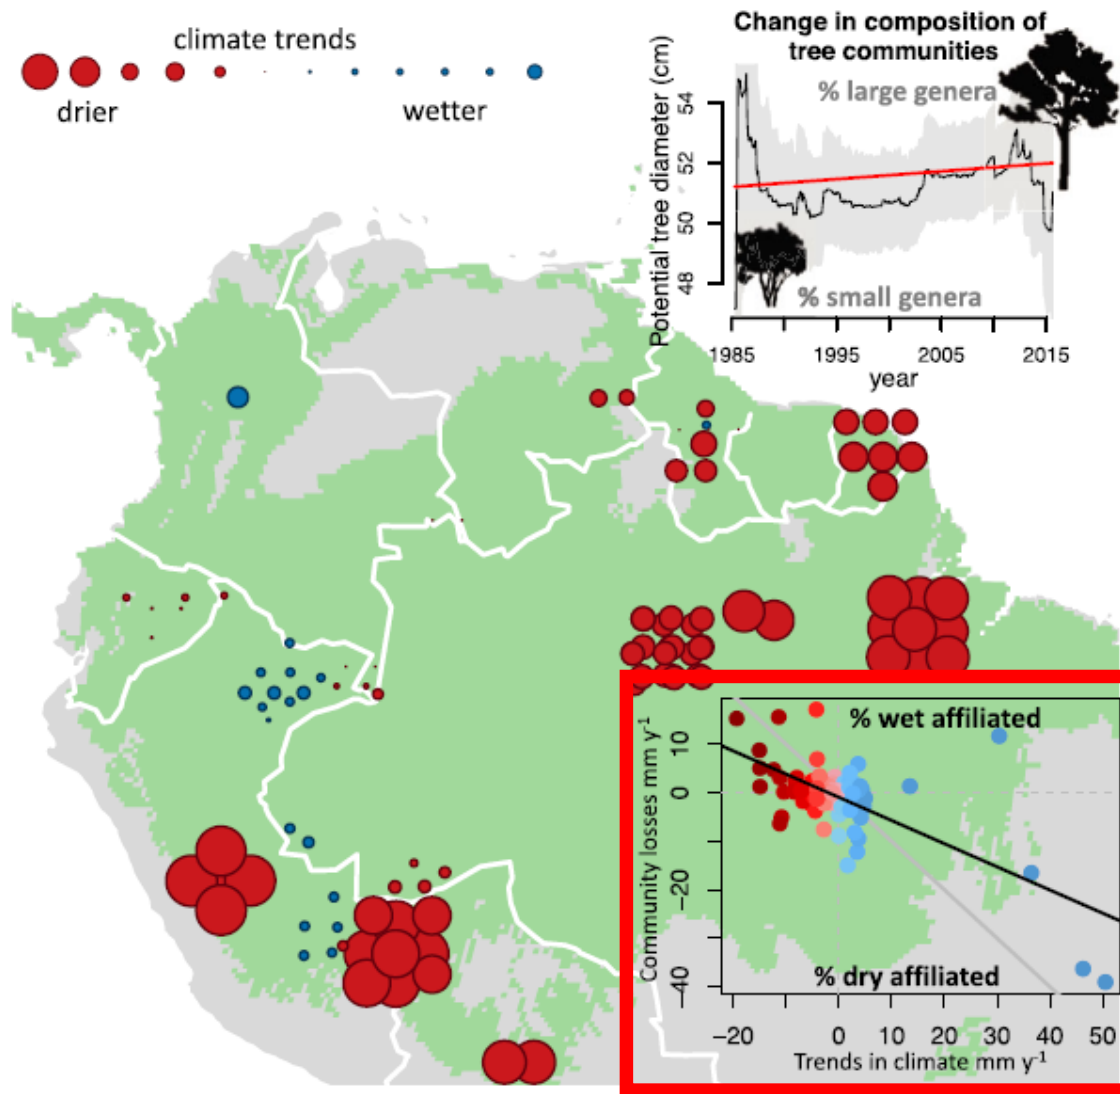 climate trends
drier
wetter
Change in composition of
tree communities
Potential tree diameter (cm)
54
52
50
48
% large genera
% small genera
1985
1995
2005
2015
year
Community losses mm y⁻¹
10
0
−20
−40
% wet affiliated
% dry affiliated
−20
0
10
20
30
40
50
Trends in climate mm y⁻¹